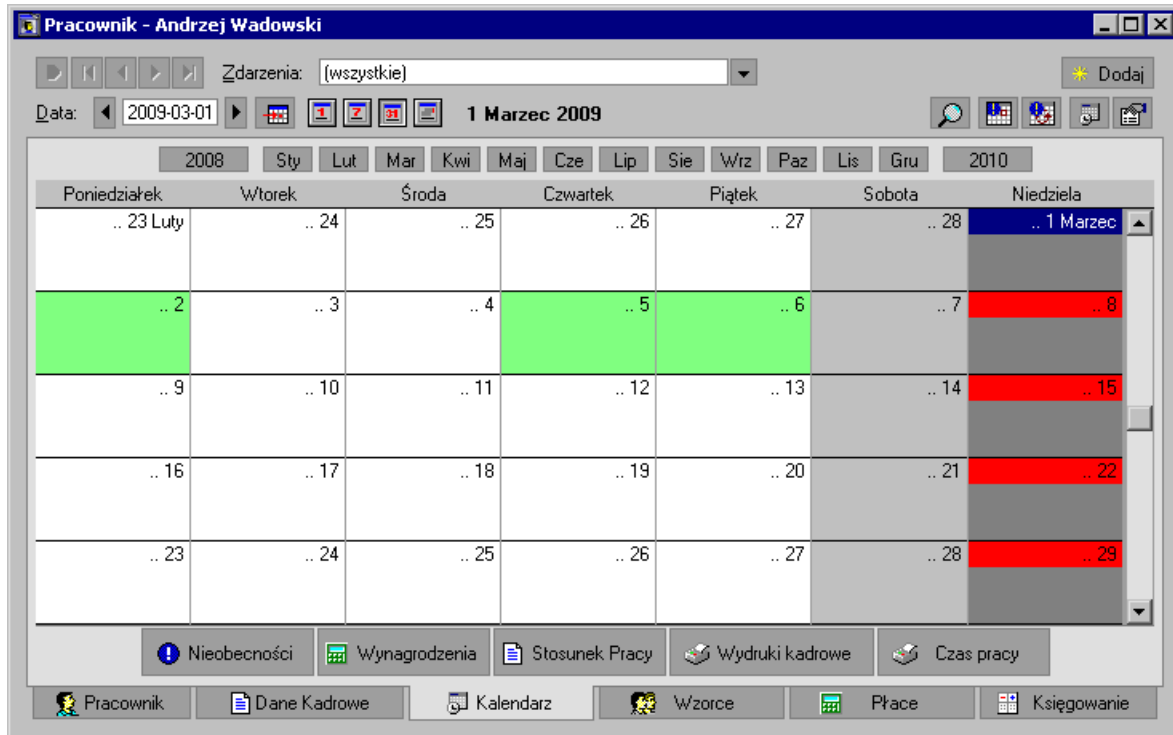 Pracownik - Andrzej Wadowski
Zdarzenia: (wszystkie) Dodaj
Data: 2009-03-01 1 7 31 1 Marzec 2009
2008 Sty Lut Mar Kwi Maj Cze Lip Sie Wrz Paz Lis Gru 2010
Poniedziałek Wtorek Środa Czwartek Piątek Sobota Niedziela
.. 23 Luty .. 24 .. 25 .. 26 .. 27 .. 28 .. 1 Marzec
.. 2 .. 3 .. 4 .. 5 .. 6 .. 7 .. 8
.. 9 .. 10 .. 11 .. 12 .. 13 .. 14 .. 15
.. 16 .. 17 .. 18 .. 19 .. 20 .. 21 .. 22
.. 23 .. 24 .. 25 .. 26 .. 27 .. 28 .. 29
Nieobecności Wynagrodzenia Stosunek Pracy Wydruki kadrowe Czas pracy
Pracownik Dane Kadrowe Kalendarz Wzorce Płace Księgowanie